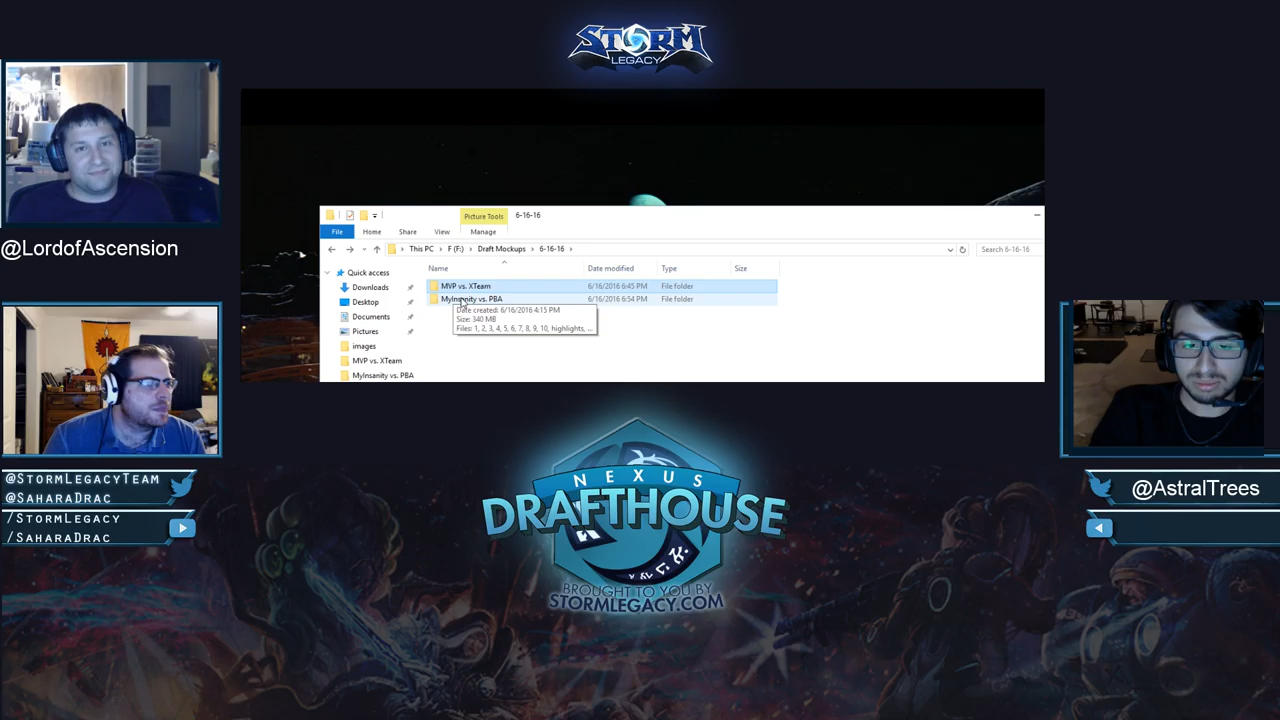 STORM
LEGACY
@LordofAscension
Picture Tools
6-16-16
File
Home
Share
View
Manage
This PC
F (F:)
Draft Mockups
6-16-16
Search 6-16-16
Quick access
Downloads
Desktop
Documents
Pictures
images
MVP vs. XTeam
MyInsanity vs. PBA
Name
Date modified
Type
Size
MVP vs. XTeam
6/16/2016 6:45 PM
File folder
MyInsanity vs. PBA
6/16/2016 6:54 PM
File folder
Date created: 6/16/2016 4:15 PM
Size: 340 MB
Files: 1, 2, 3, 4, 5, 6, 7, 8, 9, 10, highlights, ...
@StormLegacyTeam
@SaharaDrac
/StormLegacy
/SaharaDrac
NEXUS
DRAFTHOUSE
BROUGHT TO YOU BY
STORMLEGACY.COM
@AstralTrees